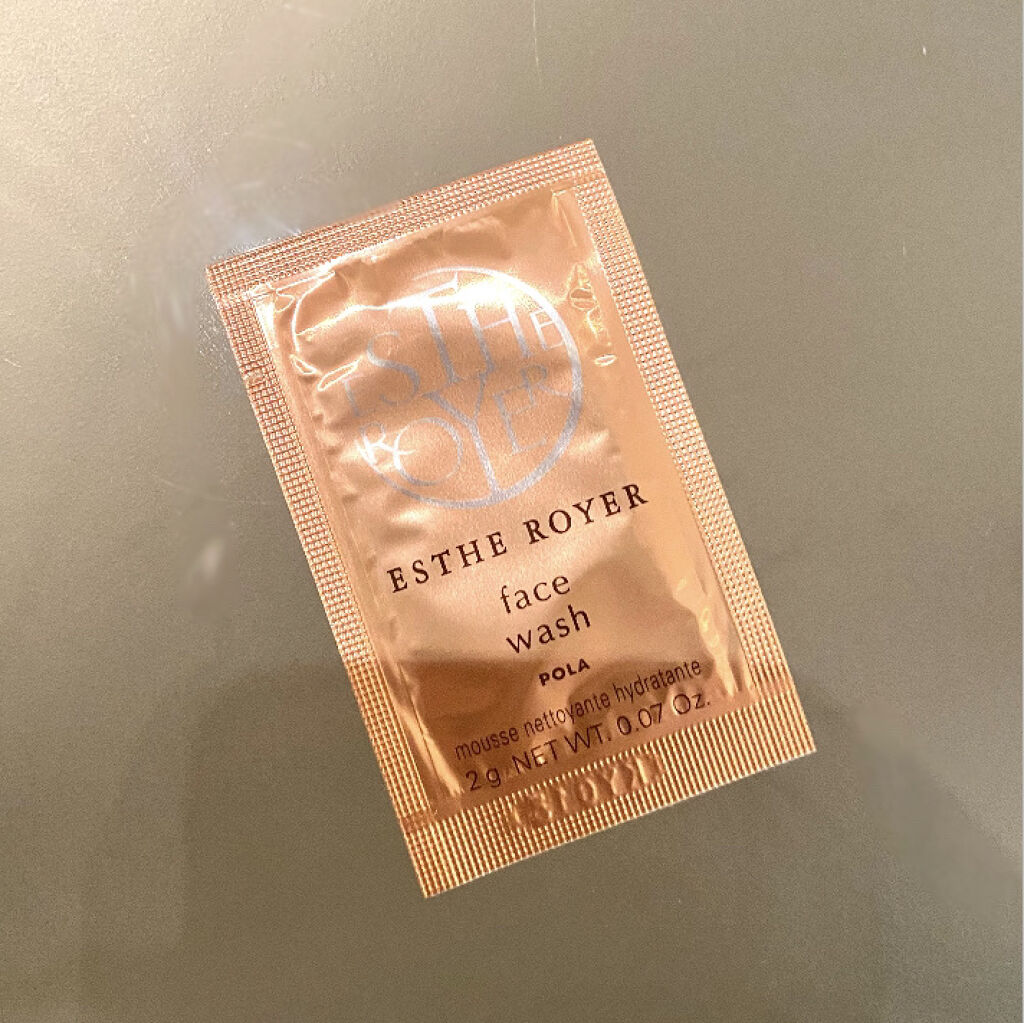 ESTHE
ROYER
ESTHE ROYER
face
wash
POLA
mousse nettoyante hydratante
2 g NET WT. 0.07 Oz.